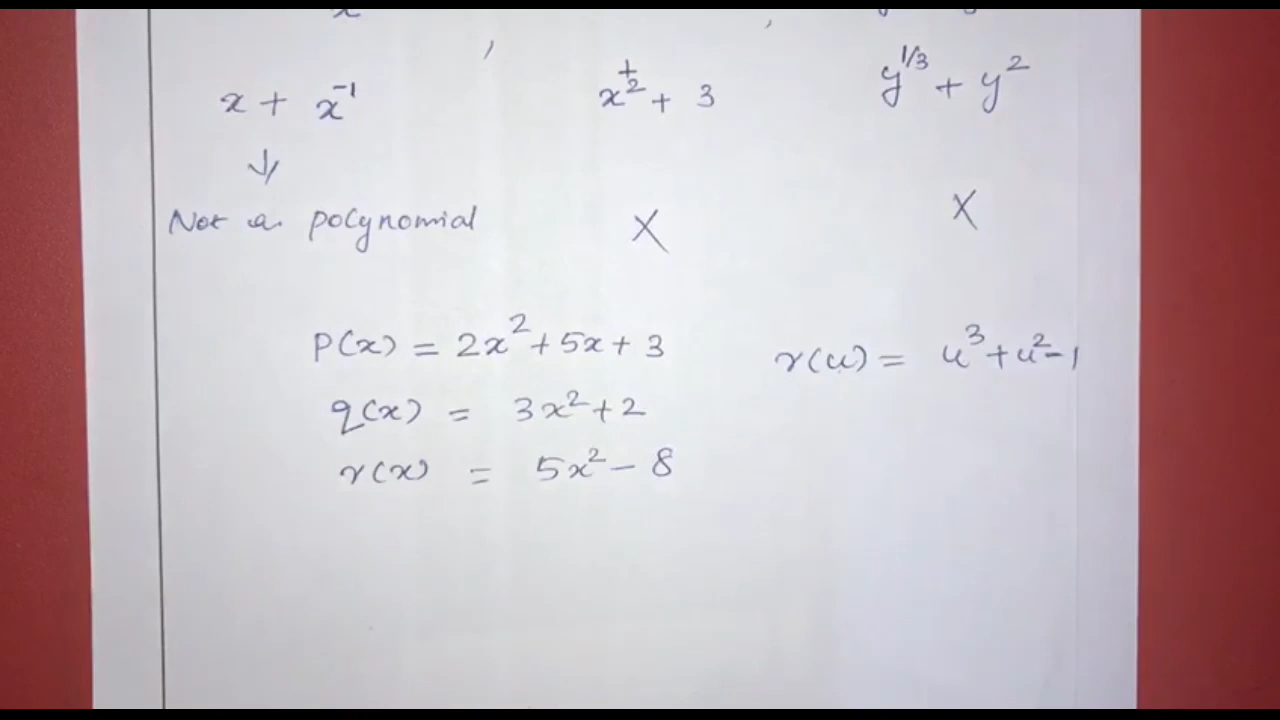 x + x⁻¹ x^½ + 3 y^1/3 + y²
Not a polynomial X X
P(x) = 2x² + 5x + 3 r(u) = u³ + u² - 1
q(x) = 3x² + 2
r(x) = 5x² - 8